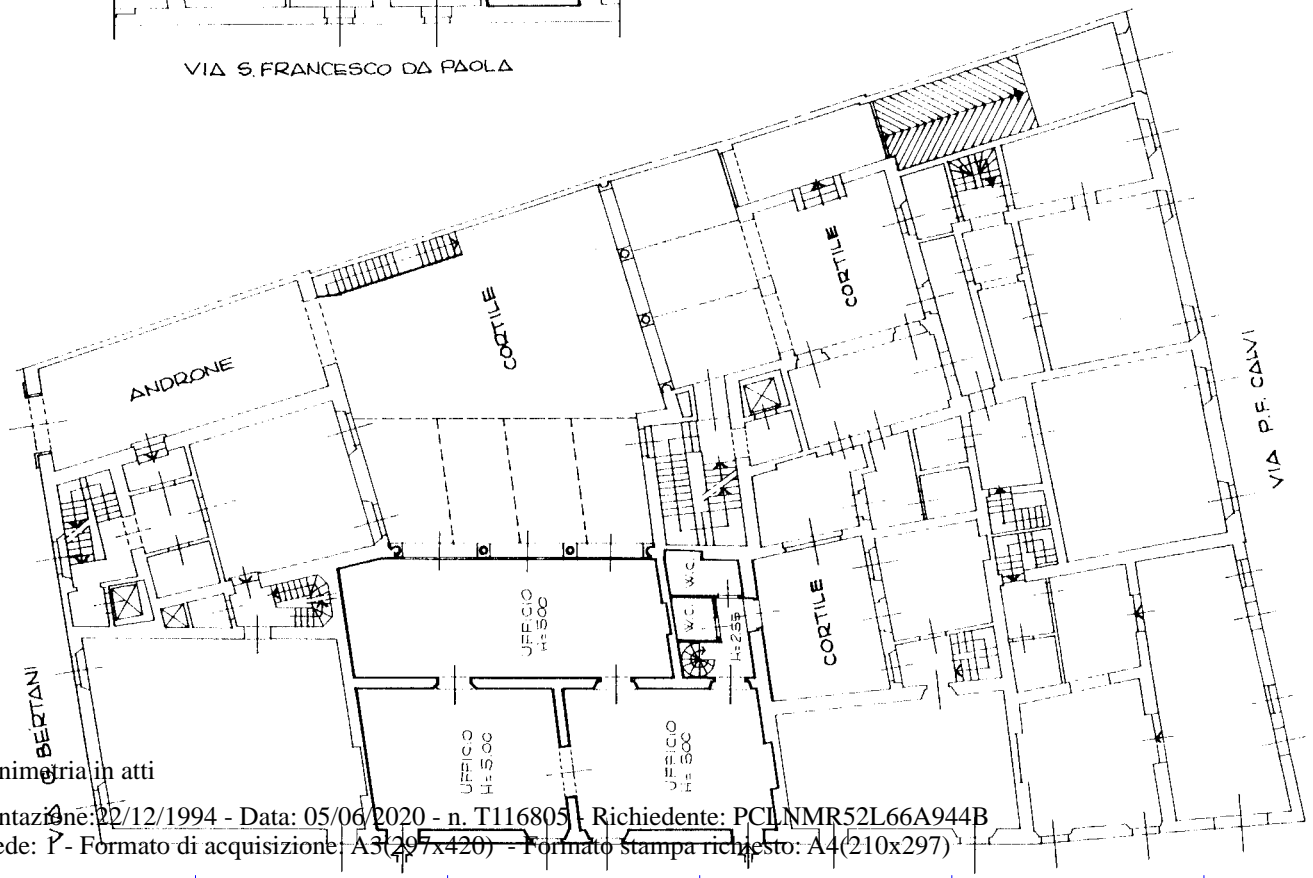 VIA S. FRANCESCO DA PAOLA
CORTILE
CORTILE
ANDRONE
VIA P.F. CALVI
W.C.
W.C.
UFFICIO
H=5.00
H=2.65
CORTILE
VIA BERTANI
UFFICIO
H=5.00
UFFICIO
H=5.00
nimetria in atti
ntazione:22/12/1994 - Data: 05/06/2020 - n. T116805 - Richiedente: PCLNMR52L66A944B
ede: 1 - Formato di acquisizione: A3(297x420) - Formato stampa richiesto: A4(210x297)